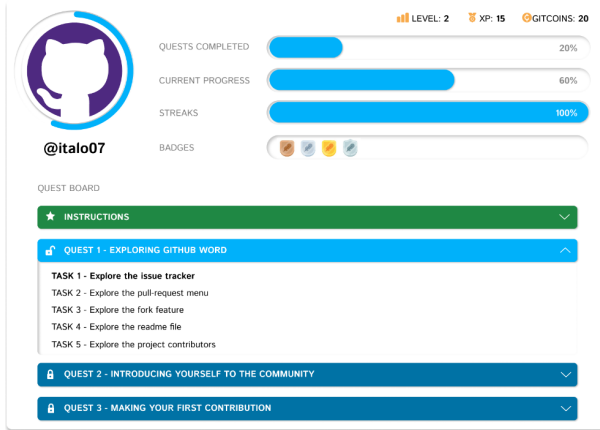 LEVEL: 2 XP: 15 GITCOINS: 20
QUESTS COMPLETED 20%
CURRENT PROGRESS 60%
STREAKS 100%
@italo07 BADGES
QUEST BOARD
INSTRUCTIONS
QUEST 1 - EXPLORING GITHUB WORD
TASK 1 - Explore the issue tracker
TASK 2 - Explore the pull-request menu
TASK 3 - Explore the fork feature
TASK 4 - Explore the readme file
TASK 5 - Explore the project contributors
QUEST 2 - INTRODUCING YOURSELF TO THE COMMUNITY
QUEST 3 - MAKING YOUR FIRST CONTRIBUTION